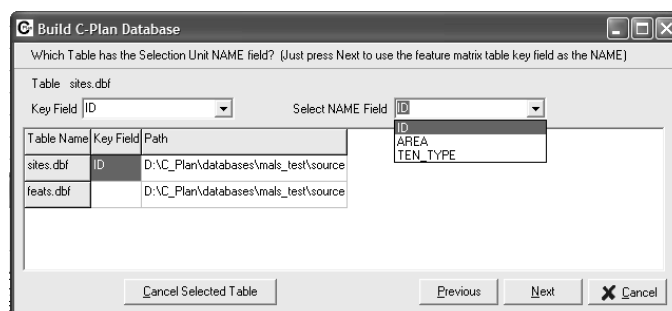 Build C-Plan Database
Which Table has the Selection Unit NAME field? (Just press Next to use the feature matrix table key field as the NAME)
Table sites.dbf
Key Field ID Select NAME Field ID
ID
AREA
TEN_TYPE
Table Name Key Field Path
sites.dbf ID D:\C_Plan\databases\mals_test\source
feats.dbf D:\C_Plan\databases\mals_test\source
Cancel Selected Table Previous Next Cancel